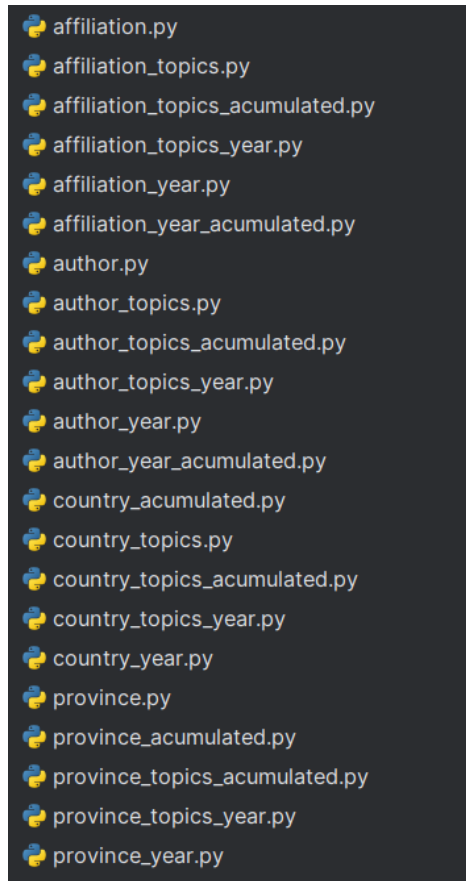 affiliation.py
affiliation_topics.py
affiliation_topics_acumulated.py
affiliation_topics_year.py
affiliation_year.py
affiliation_year_acumulated.py
author.py
author_topics.py
author_topics_acumulated.py
author_topics_year.py
author_year.py
author_year_acumulated.py
country_acumulated.py
country_topics.py
country_topics_acumulated.py
country_topics_year.py
country_year.py
province.py
province_acumulated.py
province_topics_acumulated.py
province_topics_year.py
province_year.py